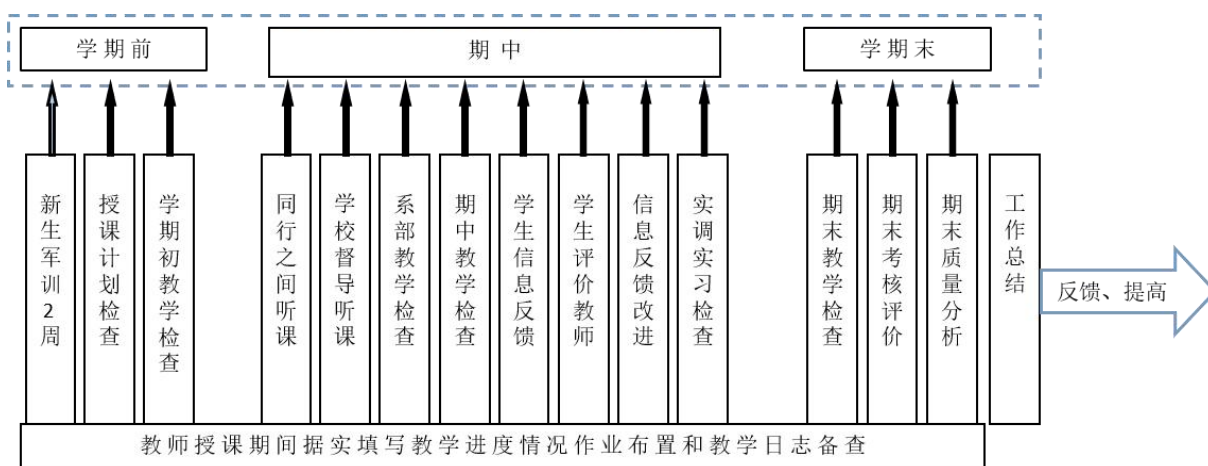 学期前
期中
学期末
新生军训2周
授课计划检查
学期初教学检查
同行之间听课
学校督导听课
系部教学检查
期中教学检查
学生信息反馈
学生评价教师
信息反馈改进
实调实习检查
期末教学检查
期末考核评价
期末质量分析
工作总结
反馈、提高
教师授课期间据实填写教学进度情况作业布置和教学日志备查